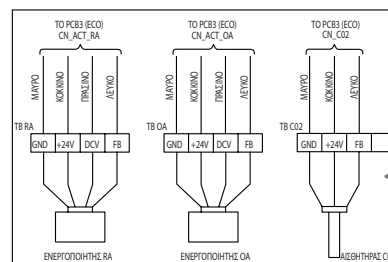 TO PCB3 (ECO)
CN_ACT_RA
ΜΑΥΡΟ
ΚΟΚΚΙΝΟ
ΠΡΑΣΙΝΟ
ΛΕΥΚΟ
TB RA
GND +24V DCV FB
ΕΝΕΡΓΟΠΟΙΗΤΗΣ RA
TO PCB3 (ECO)
CN_ACT_OA
ΜΑΥΡΟ
ΚΟΚΚΙΝΟ
ΠΡΑΣΙΝΟ
ΛΕΥΚΟ
TB OA
GND +24V DCV FB
ΕΝΕΡΓΟΠΟΙΗΤΗΣ OA
TO PCB3 (ECO)
CN_C02
ΜΑΥΡΟ
ΚΟΚΚΙΝΟ
ΛΕΥΚΟ
TB C02
GND +24V FB
ΑΙΣΘΗΤΗΡΑΣ C